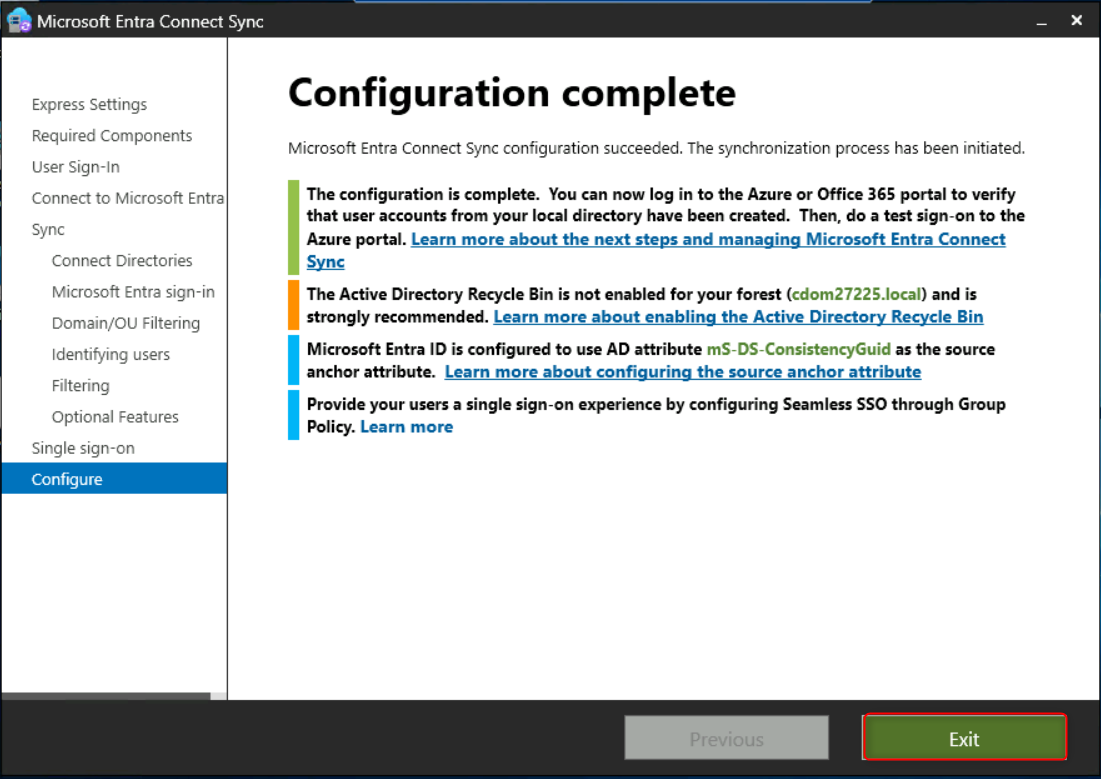 Microsoft Entra Connect Sync
Express Settings
Required Components
User Sign-In
Connect to Microsoft Entra
Sync
Connect Directories
Microsoft Entra sign-in
Domain/OU Filtering
Identifying users
Filtering
Optional Features
Single sign-on
Configure
Configuration complete
Microsoft Entra Connect Sync configuration succeeded. The synchronization process has been initiated.
The configuration is complete.  You can now log in to the Azure or Office 365 portal to verify
that user accounts from your local directory have been created.  Then, do a test sign-on to the
Azure portal. Learn more about the next steps and managing Microsoft Entra Connect
Sync
The Active Directory Recycle Bin is not enabled for your forest (cdom27225.local) and is
strongly recommended. Learn more about enabling the Active Directory Recycle Bin
Microsoft Entra ID is configured to use AD attribute mS-DS-ConsistencyGuid as the source
anchor attribute.  Learn more about configuring the source anchor attribute
Provide your users a single sign-on experience by configuring Seamless SSO through Group
Policy. Learn more
Previous
Exit